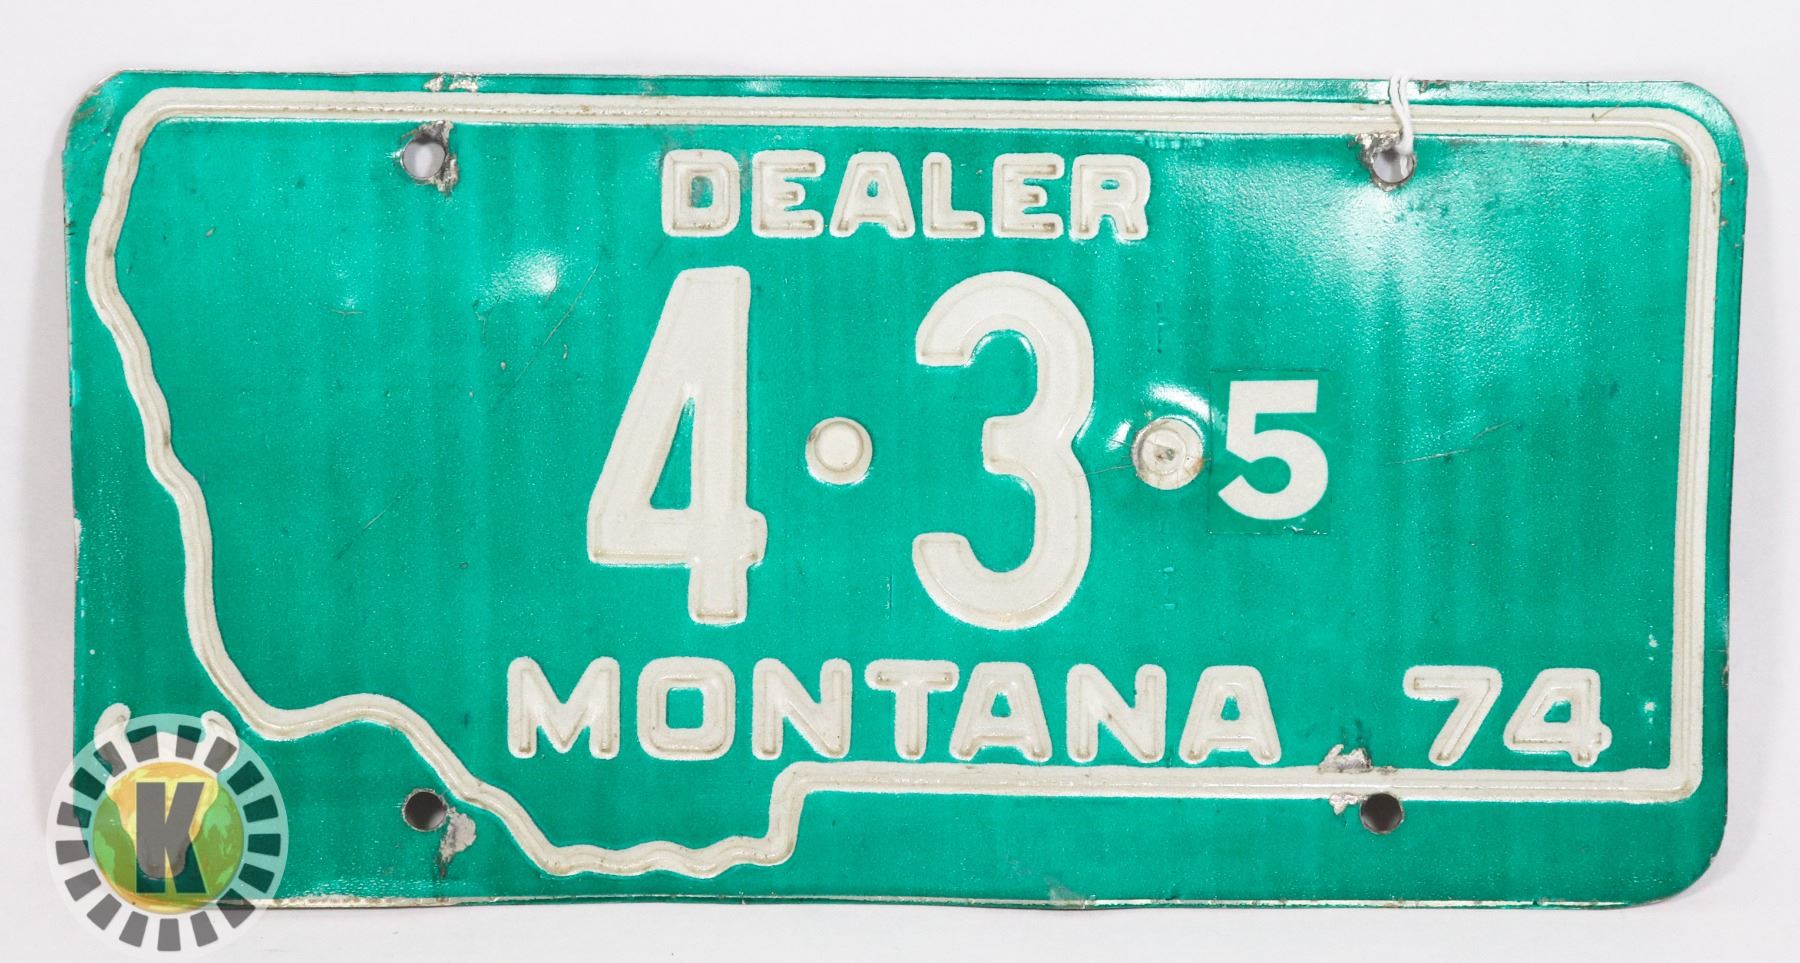 DEALER
4·3·5
MONTANA 74
K